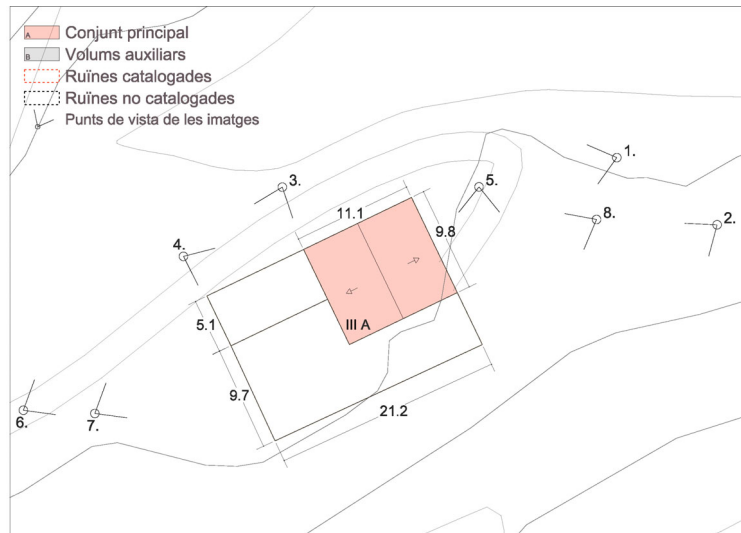 A Conjunt principal
B Volums auxiliars
Ruïnes catalogades
Ruïnes no catalogades
Punts de vista de les imatges
1.
3.
5.
2.
8.
11.1
9.8
4.
III A
5.1
9.7
21.2
6.
7.